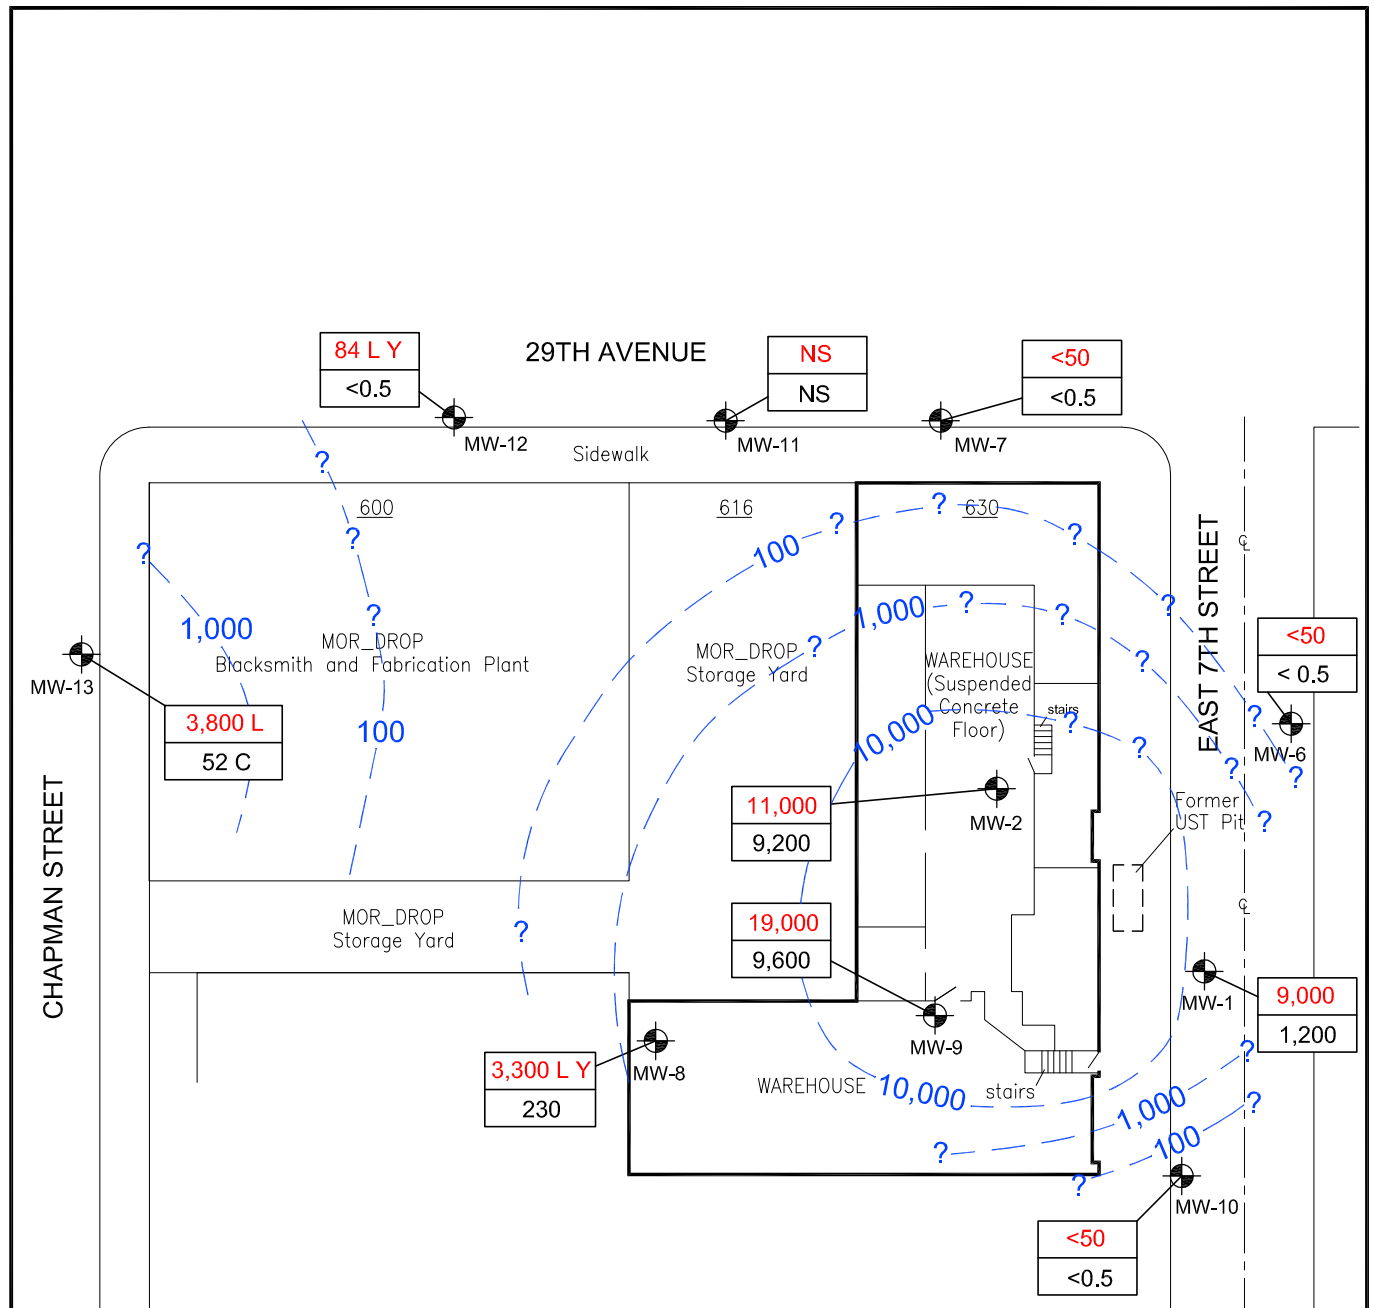 84 L Y
<0.5
29TH AVENUE
NS
NS
<50
<0.5
MW-12
MW-11
MW-7
Sidewalk
600
616
630
?
?
?
?
?
?
100
?
?
?
1,000
MOR_DROP
Blacksmith and Fabrication Plant
?
100
MOR_DROP
Storage Yard
?
1,000
?
?
?
?
WAREHOUSE
(Suspended
Concrete
Floor)
stairs
10,000
?
?
?
?
?
?
EAST 7TH STREET
CL
<50
< 0.5
MW-6
MW-13
3,800 L
52 C
CHAPMAN STREET
11,000
9,200
MW-2
Former
UST Pit
CL
MOR_DROP
Storage Yard
?
19,000
9,600
MW-9
MW-1
9,000
1,200
3,300 L Y
230
MW-8
WAREHOUSE
10,000
stairs
?
1,000
?
?
100
?
MW-10
<50
<0.5